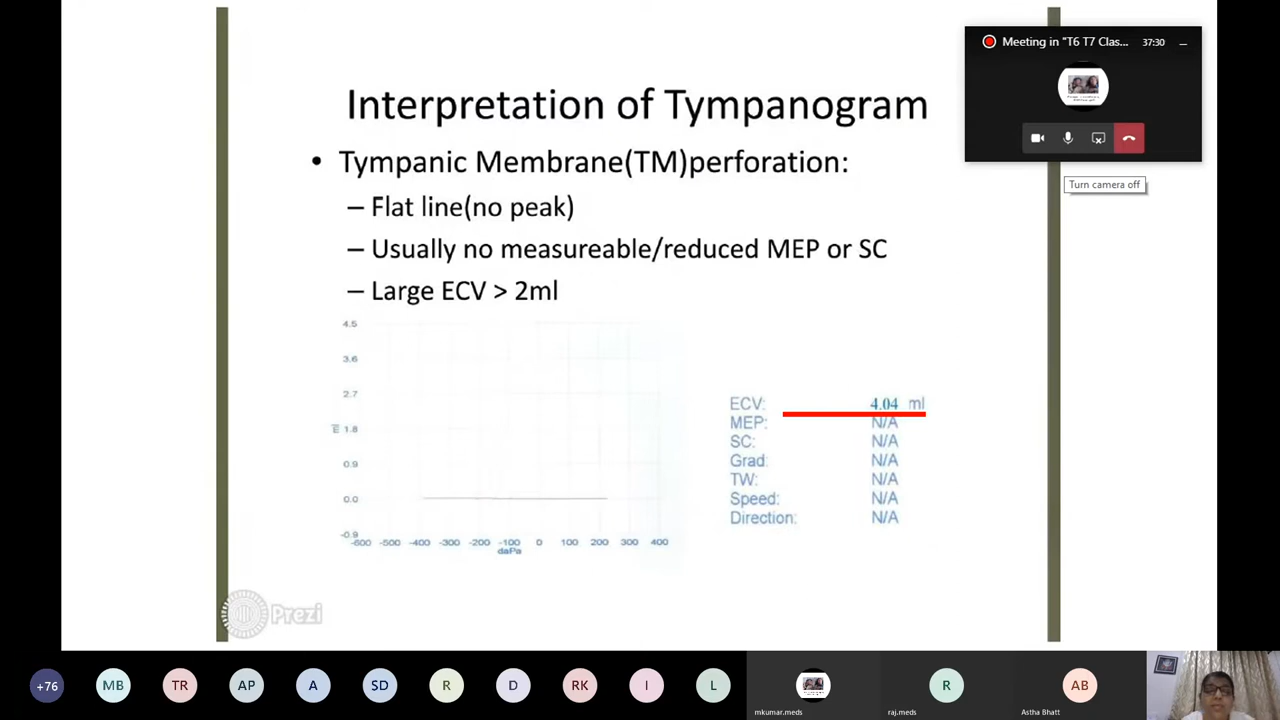 Meeting in "T6 T7 Clas...
37:30
Turn camera off
Interpretation of Tympanogram
• Tympanic Membrane(TM)perforation:
– Flat line(no peak)
– Usually no measureable/reduced MEP or SC
– Large ECV > 2ml
4.5
3.6
2.7
ml 1.8
0.9
0.0
-0.9
-600 -500 -400 -300 -200 -100 0 100 200 300 400
daPa
ECV: 4.04 ml
MEP: N/A
SC: N/A
Grad: N/A
TW: N/A
Speed: N/A
Direction: N/A
Prezi
+76 MB TR AP A SD R D RK I L R AB
mkumar.meds raj.meds Astha Bhatt